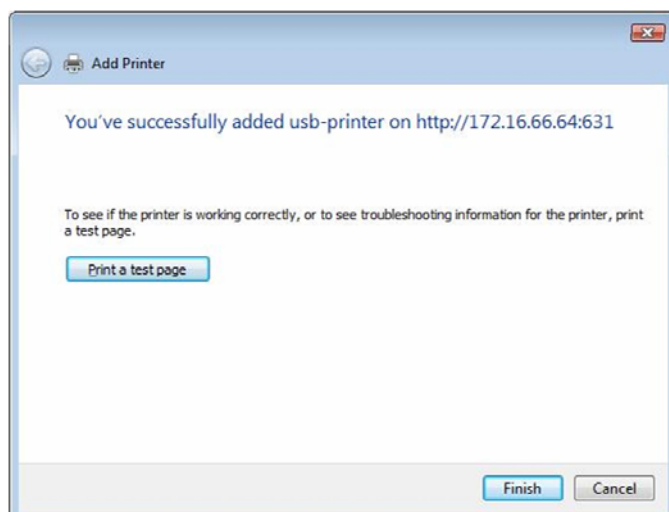 Add Printer
You've successfully added usb-printer on http://172.16.66.64:631
To see if the printer is working correctly, or to see troubleshooting information for the printer, print
a test page.
Print a test page
Finish Cancel